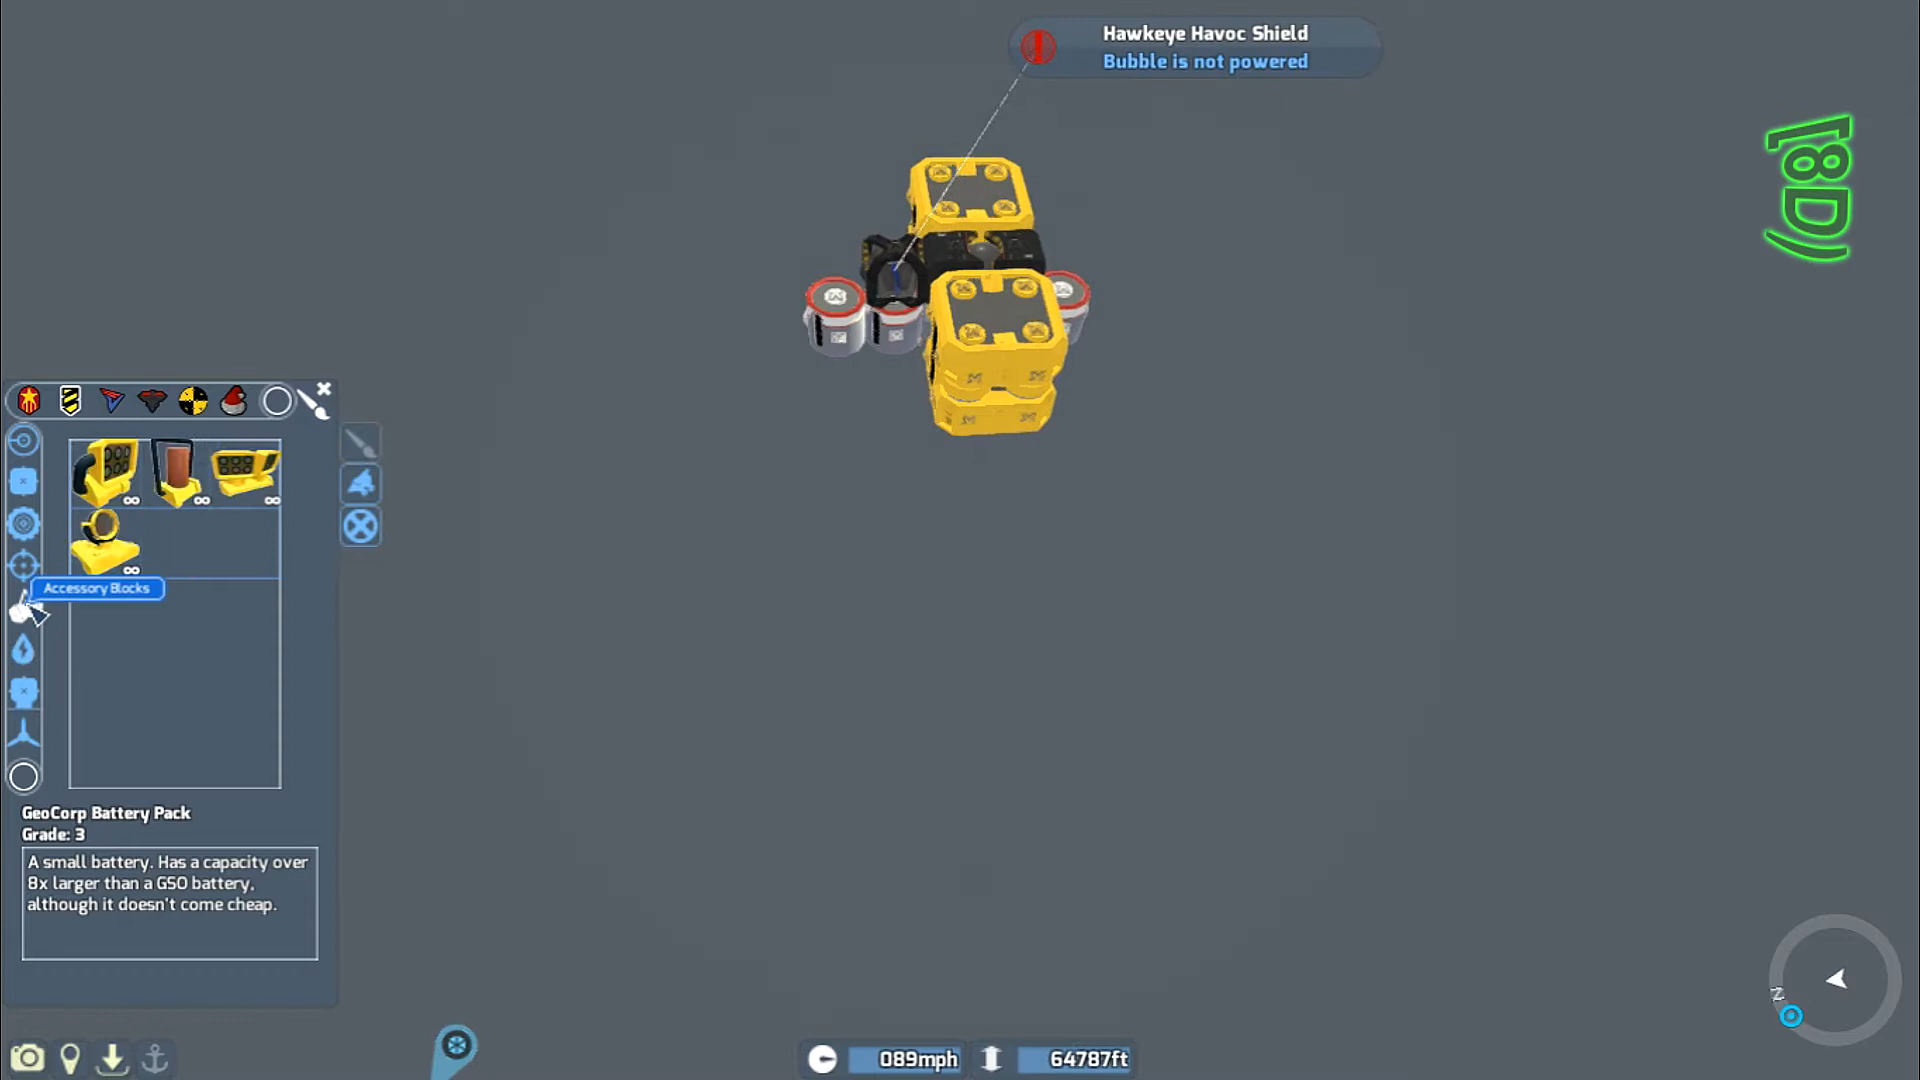 Hawkeye Havoc Shield
Bubble is not powered
[8D)
Accessory Blocks
GeoCorp Battery Pack
Grade: 3
A small battery. Has a capacity over
8x larger than a GSO battery,
although it doesn't come cheap.
N
089mph
64787ft